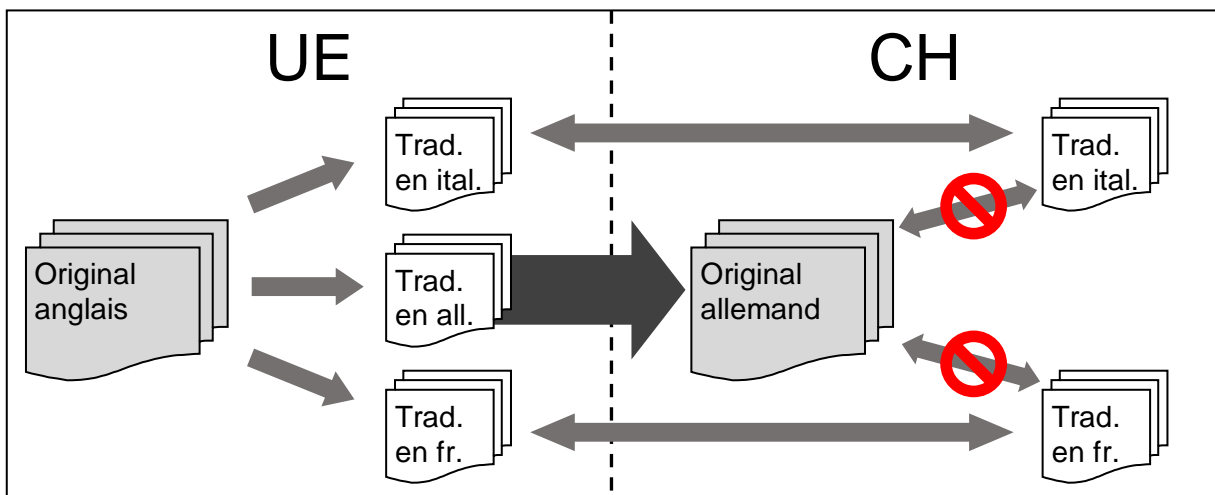 UE
CH
Trad.
en ital.
Trad.
en ital.
Original
anglais
Trad.
en all.
Original
allemand
Trad.
en fr.
Trad.
en fr.